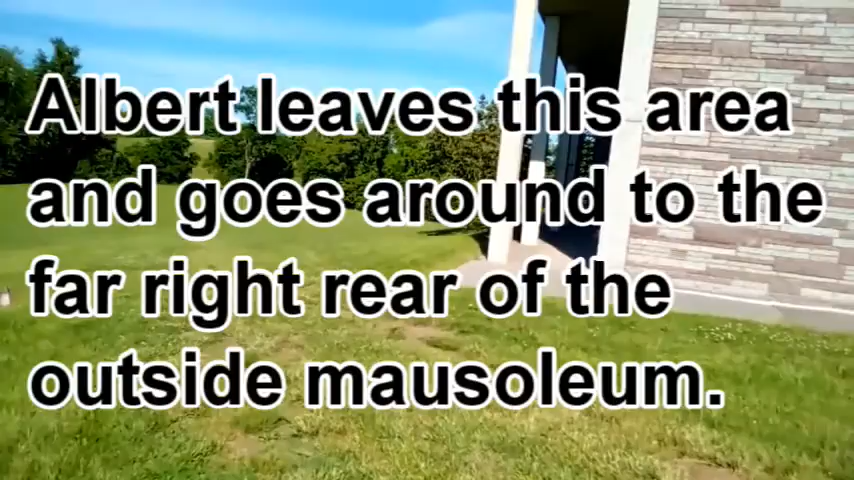 Albert leaves this area
and goes around to the
far right rear of the
outside mausoleum.